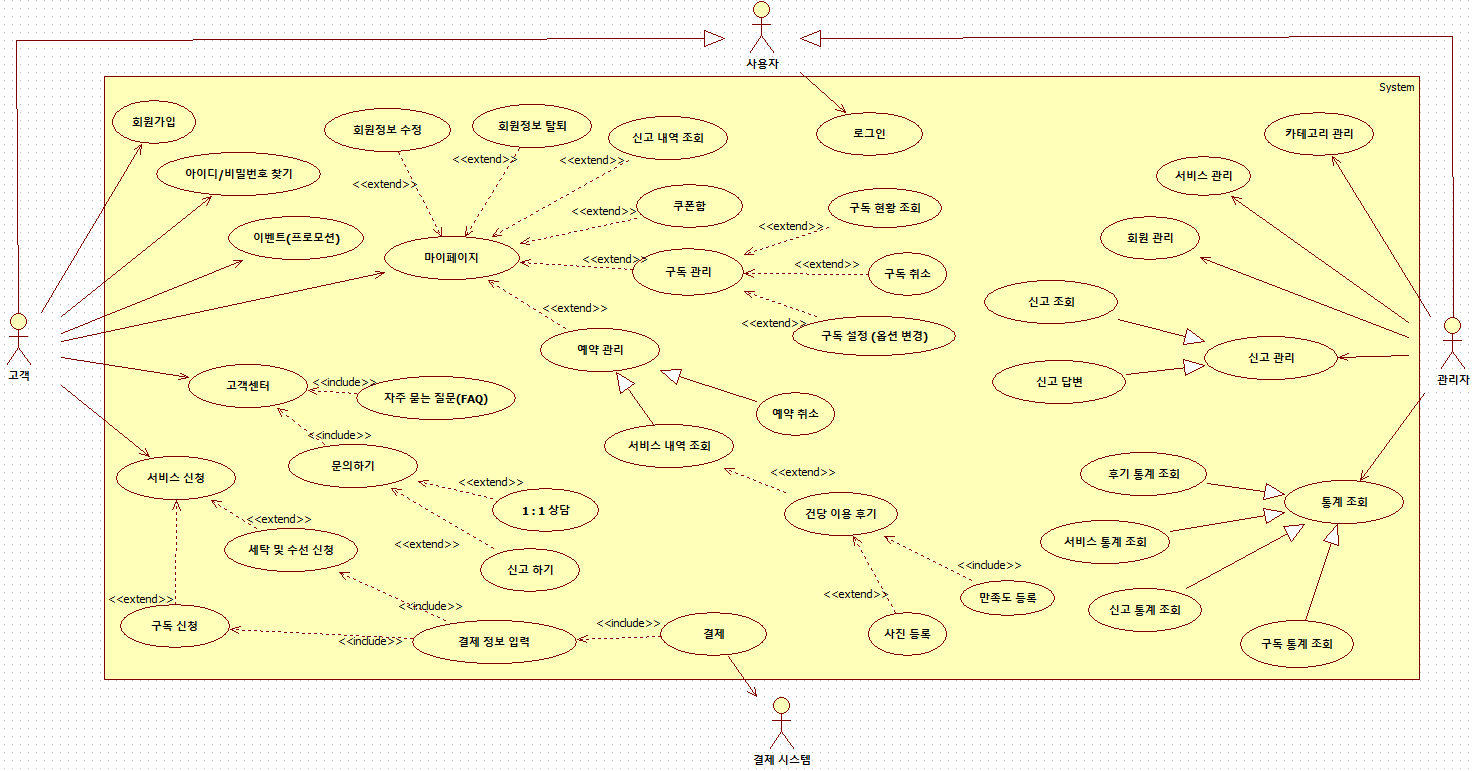 사용자
System
회원가입
회원정보 수정
회원정보 탈퇴
신고 내역 조회
로그인
카테고리 관리
<<extend>>
<<extend>>
<<extend>>
아이디/비밀번호 찾기
서비스 관리
쿠폰함
<<extend>>
구독 현황 조회
<<extend>>
이벤트(프로모션)
회원 관리
마이페이지
<<extend>>
구독 관리
<<extend>>
구독 취소
<<extend>>
신고 조회
<<extend>>
구독 설정 (옵션 변경)
예약 관리
신고 관리
고객
관리자
고객센터
<<include>>
자주 묻는 질문(FAQ)
신고 답변
예약 취소
<<include>>
서비스 내역 조회
문의하기
<<extend>>
<<extend>>
후기 통계 조회
서비스 신청
통계 조회
1 : 1 상담
건당 이용 후기
<<extend>>
<<extend>>
세탁 및 수선 신청
서비스 통계 조회
신고 하기
<<include>>
<<extend>>
만족도 등록
<<extend>>
<<include>>
신고 통계 조회
구독 신청
<<include>>
결제 정보 입력
<<include>>
결제
사진 등록
구독 통계 조회
결제 시스템